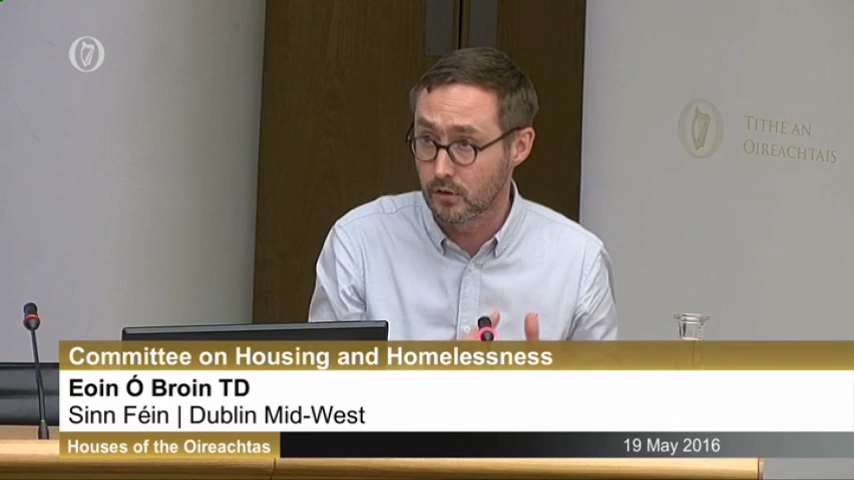 TITHE AN
OIREACHTAIS
Committee on Housing and Homelessness
Eoin Ó Broin TD
Sinn Féin | Dublin Mid-West
Houses of the Oireachtas
19 May 2016